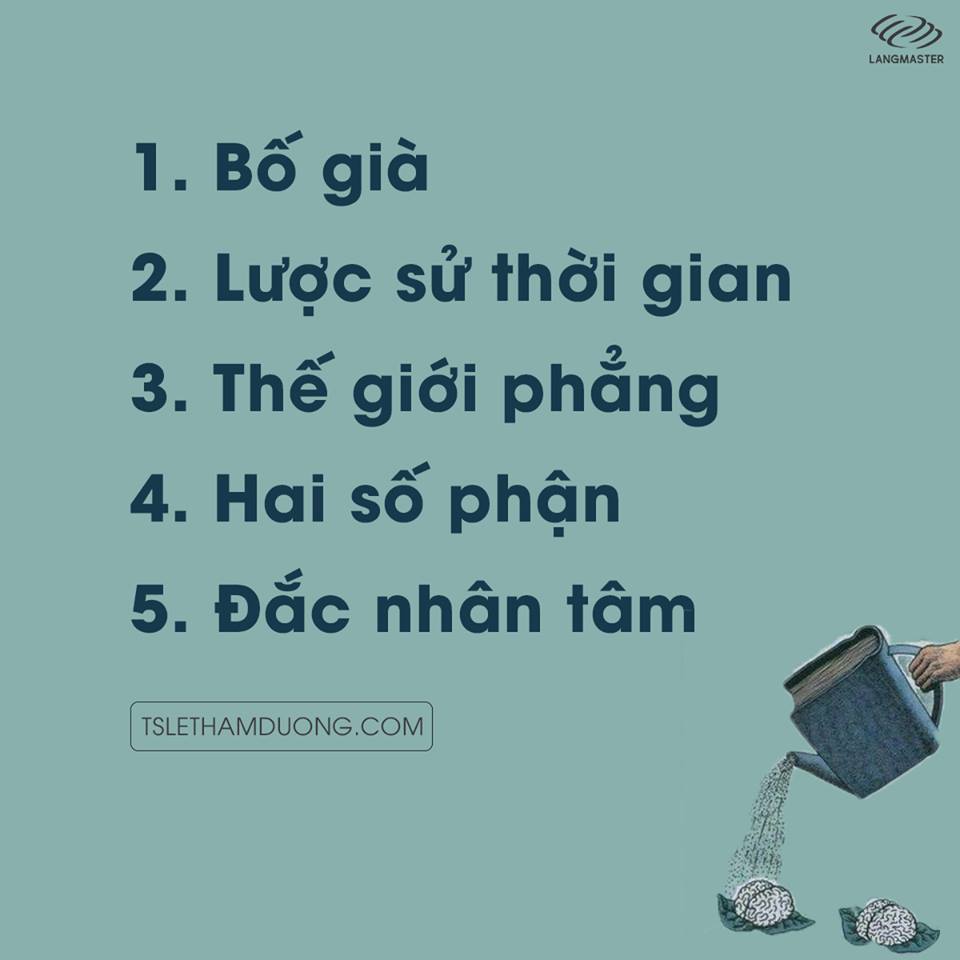 LANGMASTER
1. Bố già
2. Lược sử thời gian
3. Thế giới phẳng
4. Hai số phận
5. Đắc nhân tâm
TSLETHAMDUONG.COM